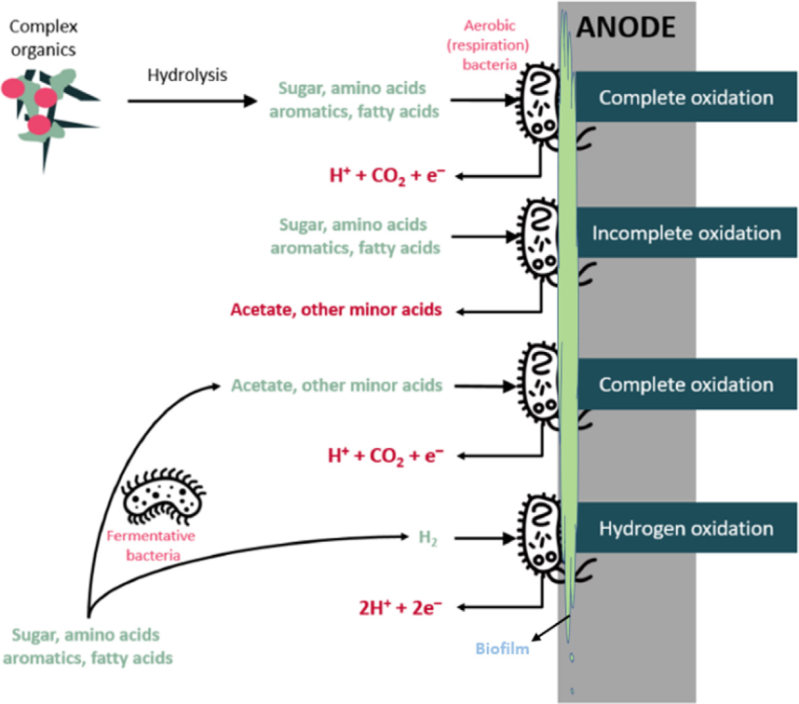 Complex
organics
Hydrolysis
Sugar, amino acids
aromatics, fatty acids
Aerobic
(respiration)
bacteria
ANODE
Complete oxidation
H⁺ + CO₂ + e⁻
Sugar, amino acids
aromatics, fatty acids
Incomplete oxidation
Acetate, other minor acids
Acetate, other minor acids
Complete oxidation
H⁺ + CO₂ + e⁻
Fermentative
bacteria
H₂
Hydrogen oxidation
2H⁺ + 2e⁻
Sugar, amino acids
aromatics, fatty acids
Biofilm